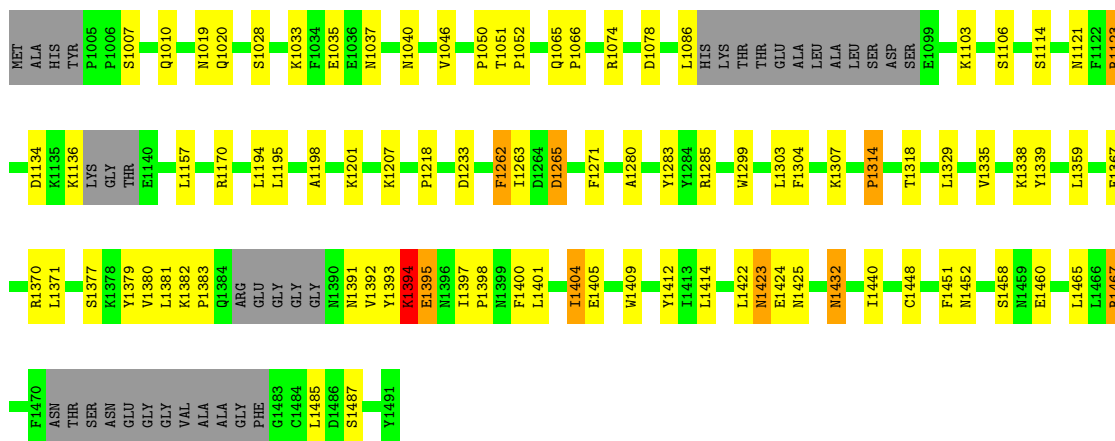 MET ALA HIS TYR P1005 P1006 S1007 Q1010 N1019 Q1020 S1028 K1033 F1034 E1035 E1036 N1037 N1040 V1046 P1050 T1051 P1052 Q1065 P1066 R1074 D1078 L1086 HIS LYS THR THR GLU ALA LEU ALA LEU SER ASP SER E1099 K1103 S1106 S1114 N1121 F1122
D1134 K1135 K1136 LYS GLY THR E1140 L1157 R1170 L1194 L1195 A1198 K1201 K1207 P1218 D1233 F1262 I1263 D1264 D1265 F1271 A1280 Y1283 Y1284 R1285 W1299 L1303 F1304 K1307 P1314 T1318 L1329 V1335 K1338 Y1339 L1359
R1370 L1371 S1377 K1378 Y1379 V1380 L1381 K1382 P1383 Q1384 ARG GLU GLY GLY GLY N1390 N1391 V1392 Y1393 K1394 E1395 N1396 I1397 P1398 N1399 F1400 L1401 I1404 E1405 W1409 Y1412 I1413 L1414 L1422 N1423 E1424 N1425 N1432 I1440 C1448 F1451 N1452 S1458 N1459 E1460 L1465 L1466
F1470 ASN THR SER ASN GLU GLY GLY VAL ALA ALA GLY PHE G1483 C1484 L1485 D1486 S1487 Y1491